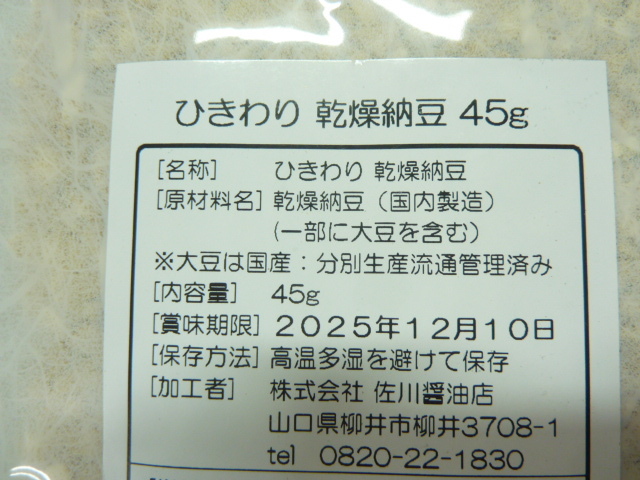 ひきわり 乾燥納豆 45g
[名称] ひきわり 乾燥納豆
[原材料名] 乾燥納豆（国内製造）
(一部に大豆を含む)
※大豆は国産：分別生産流通管理済み
[内容量] 45g
[賞味期限] 2025年12月10日
[保存方法] 高温多湿を避けて保存
[加工者] 株式会社 佐川醤油店
山口県柳井市柳井3708-1
tel 0820-22-1830